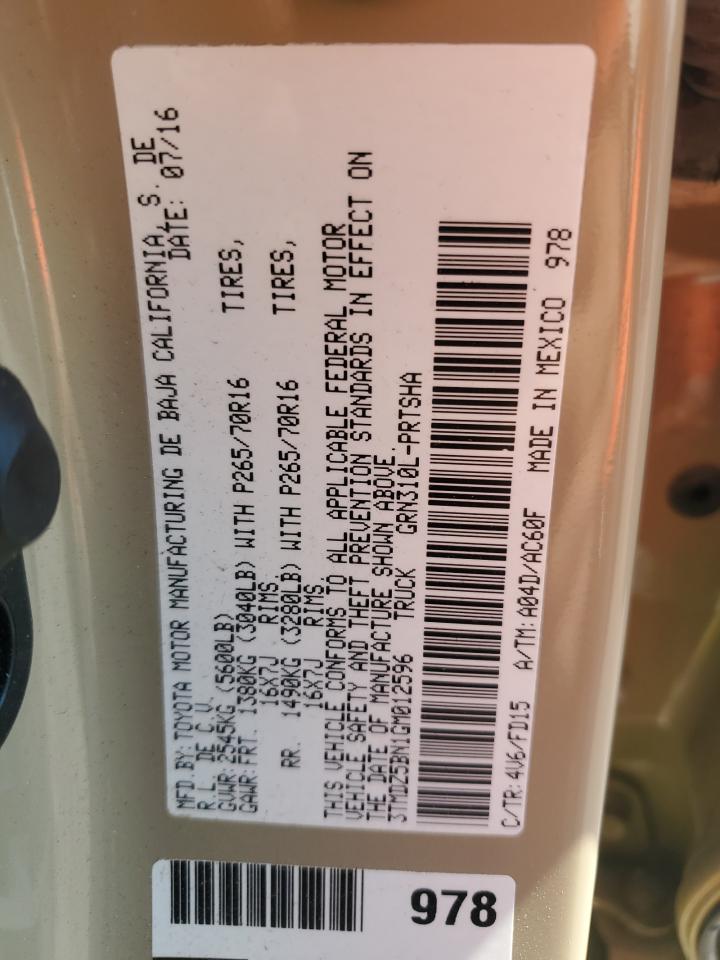 MFD.BY: TOYOTA MOTOR MANUFACTURING DE BAJA CALIFORNIA, S. DE
R.L. DE C.V. DATE: 07/16
GVWR: 2545KG (5600LB)
GAWR: FRT. 1380KG (3040LB) WITH P265/70R16 TIRES,
16X7J RIMS.
RR. 1490KG (3280LB) WITH P265/70R16 TIRES,
16X7J RIMS.
THIS VEHICLE CONFORMS TO ALL APPLICABLE FEDERAL MOTOR
VEHICLE SAFETY AND THEFT PREVENTION STANDARDS IN EFFECT ON
THE DATE OF MANUFACTURE SHOWN ABOVE.
3TMDZ5BN1GM012596 TRUCK GRN310L-PRTSHA
C/TR: 4V6/FD15 A/TM: A04D/AC60F MADE IN MEXICO 978
978